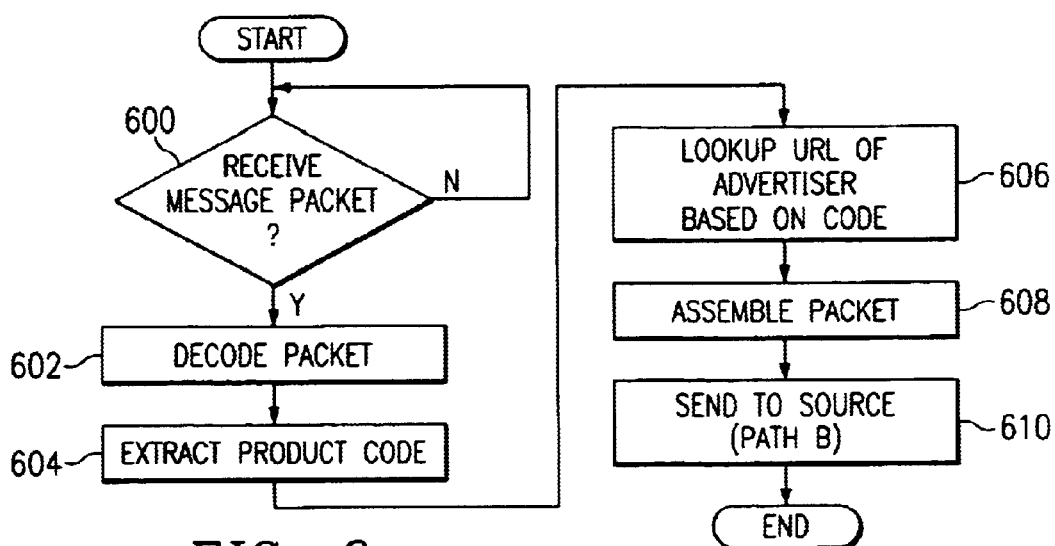 START
600
RECEIVE
MESSAGE PACKET
?
N
Y
602
DECODE PACKET
604
EXTRACT PRODUCT CODE
LOOKUP URL OF
ADVERTISER
BASED ON CODE
606
ASSEMBLE PACKET
608
SEND TO SOURCE
(PATH B)
610
END